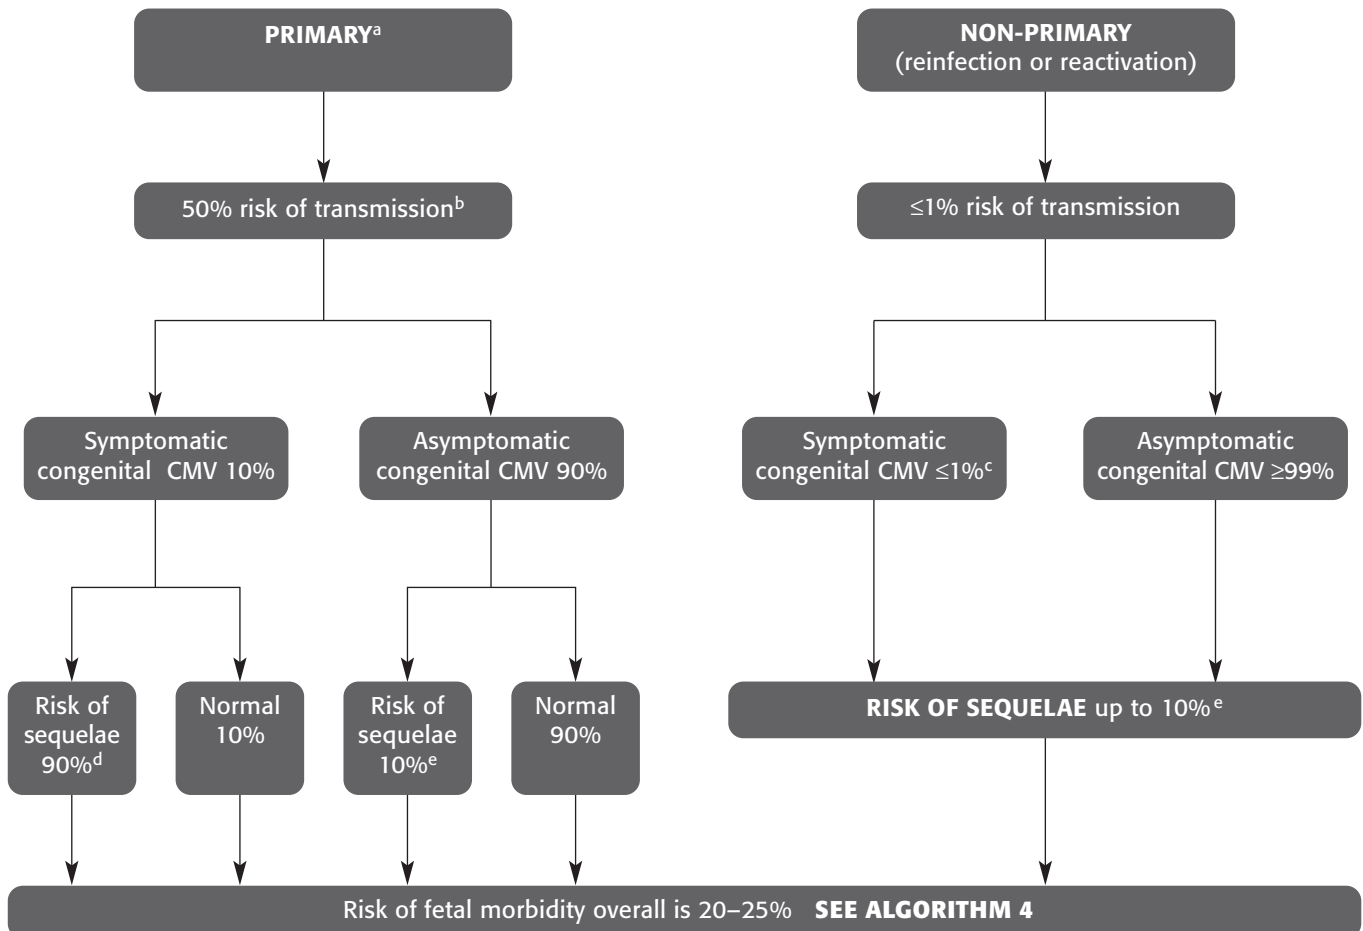 PRIMARYa
NON-PRIMARY
(reinfection or reactivation)
50% risk of transmissionb
≤1% risk of transmission
Symptomatic
congenital CMV 10%
Asymptomatic
congenital CMV 90%
Symptomatic
congenital CMV ≤1%c
Asymptomatic
congenital CMV ≥99%
Risk of
sequelae
90%d
Normal
10%
Risk of
sequelae
10%e
Normal
90%
RISK OF SEQUELAE up to 10%e
Risk of fetal morbidity overall is 20–25% SEE ALGORITHM 4